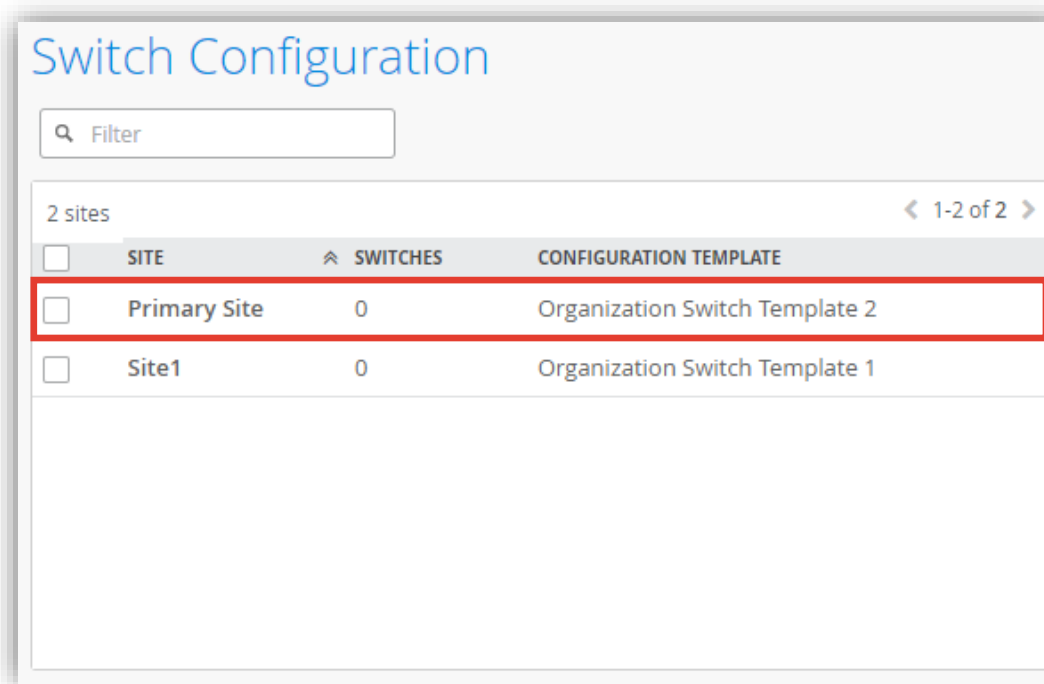 Switch Configuration
Filter
2 sites 1-2 of 2
SITE SWITCHES CONFIGURATION TEMPLATE
Primary Site 0 Organization Switch Template 2
Site1 0 Organization Switch Template 1